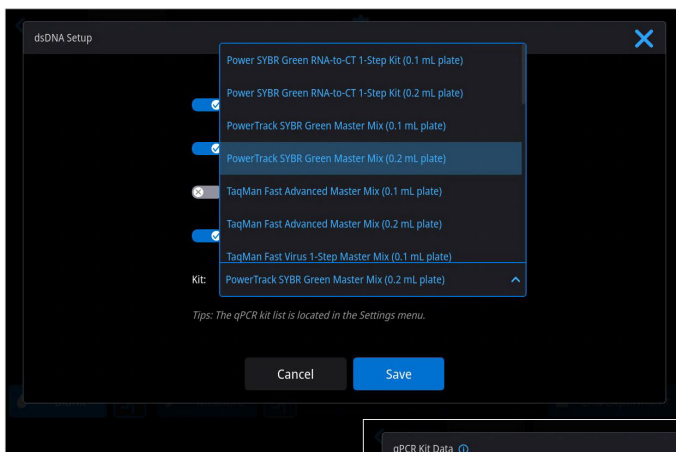 dsDNA Setup
Power SYBR Green RNA-to-CT 1-Step Kit (0.1 mL plate)
Power SYBR Green RNA-to-CT 1-Step Kit (0.2 mL plate)
PowerTrack SYBR Green Master Mix (0.1 mL plate)
PowerTrack SYBR Green Master Mix (0.2 mL plate)
TaqMan Fast Advanced Master Mix (0.1 mL plate)
TaqMan Fast Advanced Master Mix (0.2 mL plate)
TaqMan Fast Virus 1-Step Master Mix (0.1 mL plate)
Kit: PowerTrack SYBR Green Master Mix (0.2 mL plate)
Tips: The qPCR kit list is located in the Settings menu.
Cancel Save
qPCR Kit Data